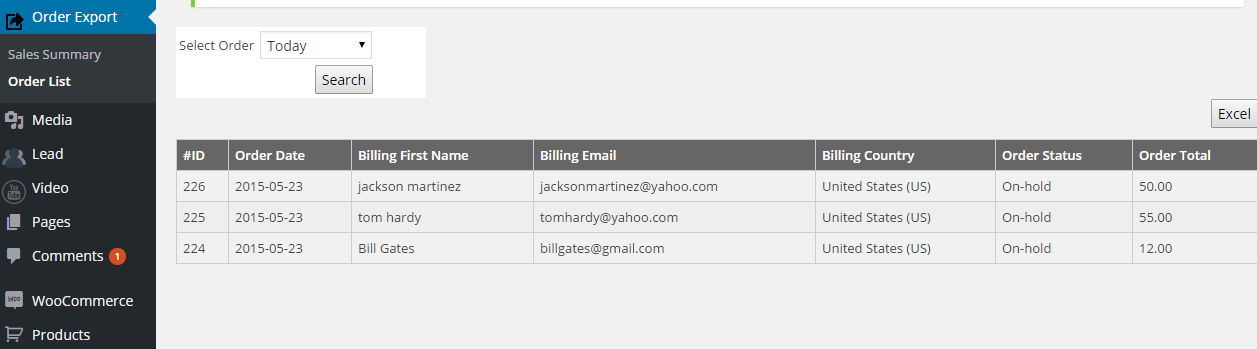 Order Export
Sales Summary
Order List
Media
Lead
You Tube
Video
Pages
Comments 1
woo WooCommerce
Products
Select Order Today
Search
Excel
#ID Order Date Billing First Name Billing Email Billing Country Order Status Order Total
226 2015-05-23 jackson martinez jacksonmartinez@yahoo.com United States (US) On-hold 50.00
225 2015-05-23 tom hardy tomhardy@yahoo.com United States (US) On-hold 55.00
224 2015-05-23 Bill Gates billgates@gmail.com United States (US) On-hold 12.00